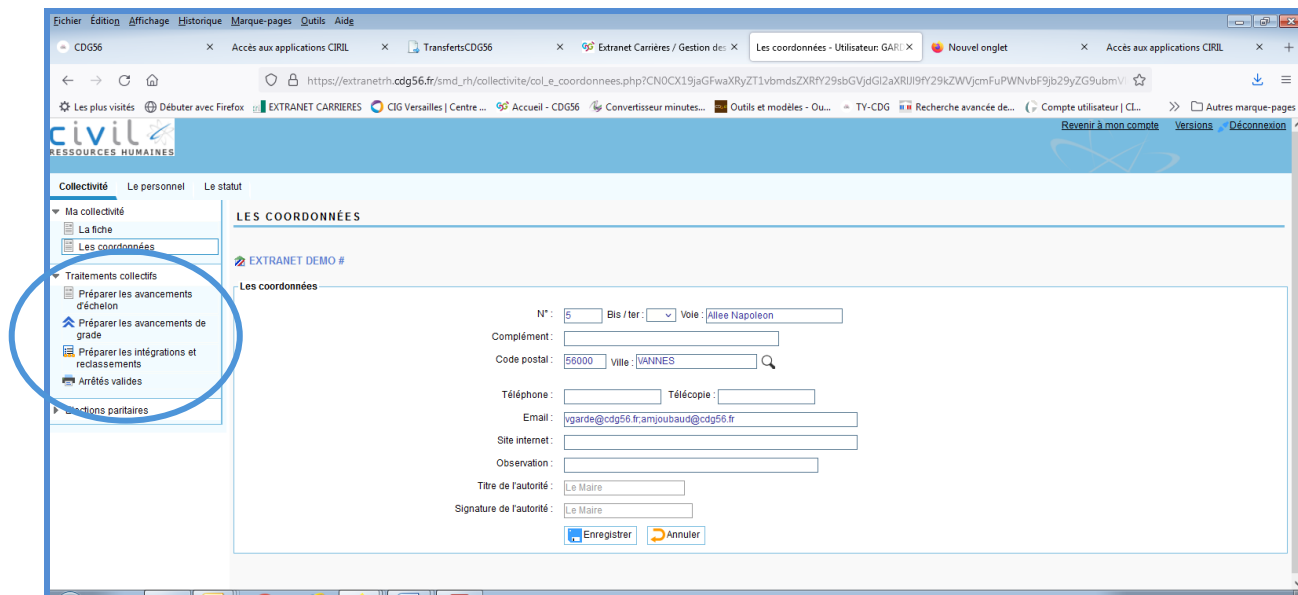 Fichier Édition Affichage Historique Marque-pages Outils Aide
CDG56 × Accès aux applications CIRIL × TransfertsCDG56 × Extranet Carrières / Gestion des × Les coordonnées - Utilisateur: GARD × Nouvel onglet × Accès aux applications CIRIL × +
https://extranetrh.cdg56.fr/smd_rh/collectivite/col_e_coordonnees.php?
Les plus visités Débuter avec Firefox EXTRANET CARRIERES CIG Versailles | Centre ... Accueil - CDG56 Convertisseur minutes... Outils et modèles - Ou... TY-CDG Recherche avancée de... Compte utilisateur | CI... Autres marque-pages
civil
RESSOURCES HUMAINES
Revenir à mon compte Versions Déconnexion
Collectivité Le personnel Le statut
Ma collectivité
La fiche
Les coordonnées
Traitements collectifs
Préparer les avancements
d'échelon
Préparer les avancements de
grade
Préparer les intégrations et
reclassements
Arrêtés valides
Elections paritaires
LES COORDONNÉES
EXTRANET DEMO #
Les coordonnées
N° : 5 Bis / ter : Voie : Allee Napoleon
Complément :
Code postal : 56000 Ville : VANNES
Téléphone : Télécopie :
Email : vgarde@cdg56.fr;amjoubaud@cdg56.fr
Site internet :
Observation :
Titre de l'autorité : Le Maire
Signature de l'autorité : Le Maire
Enregistrer Annuler